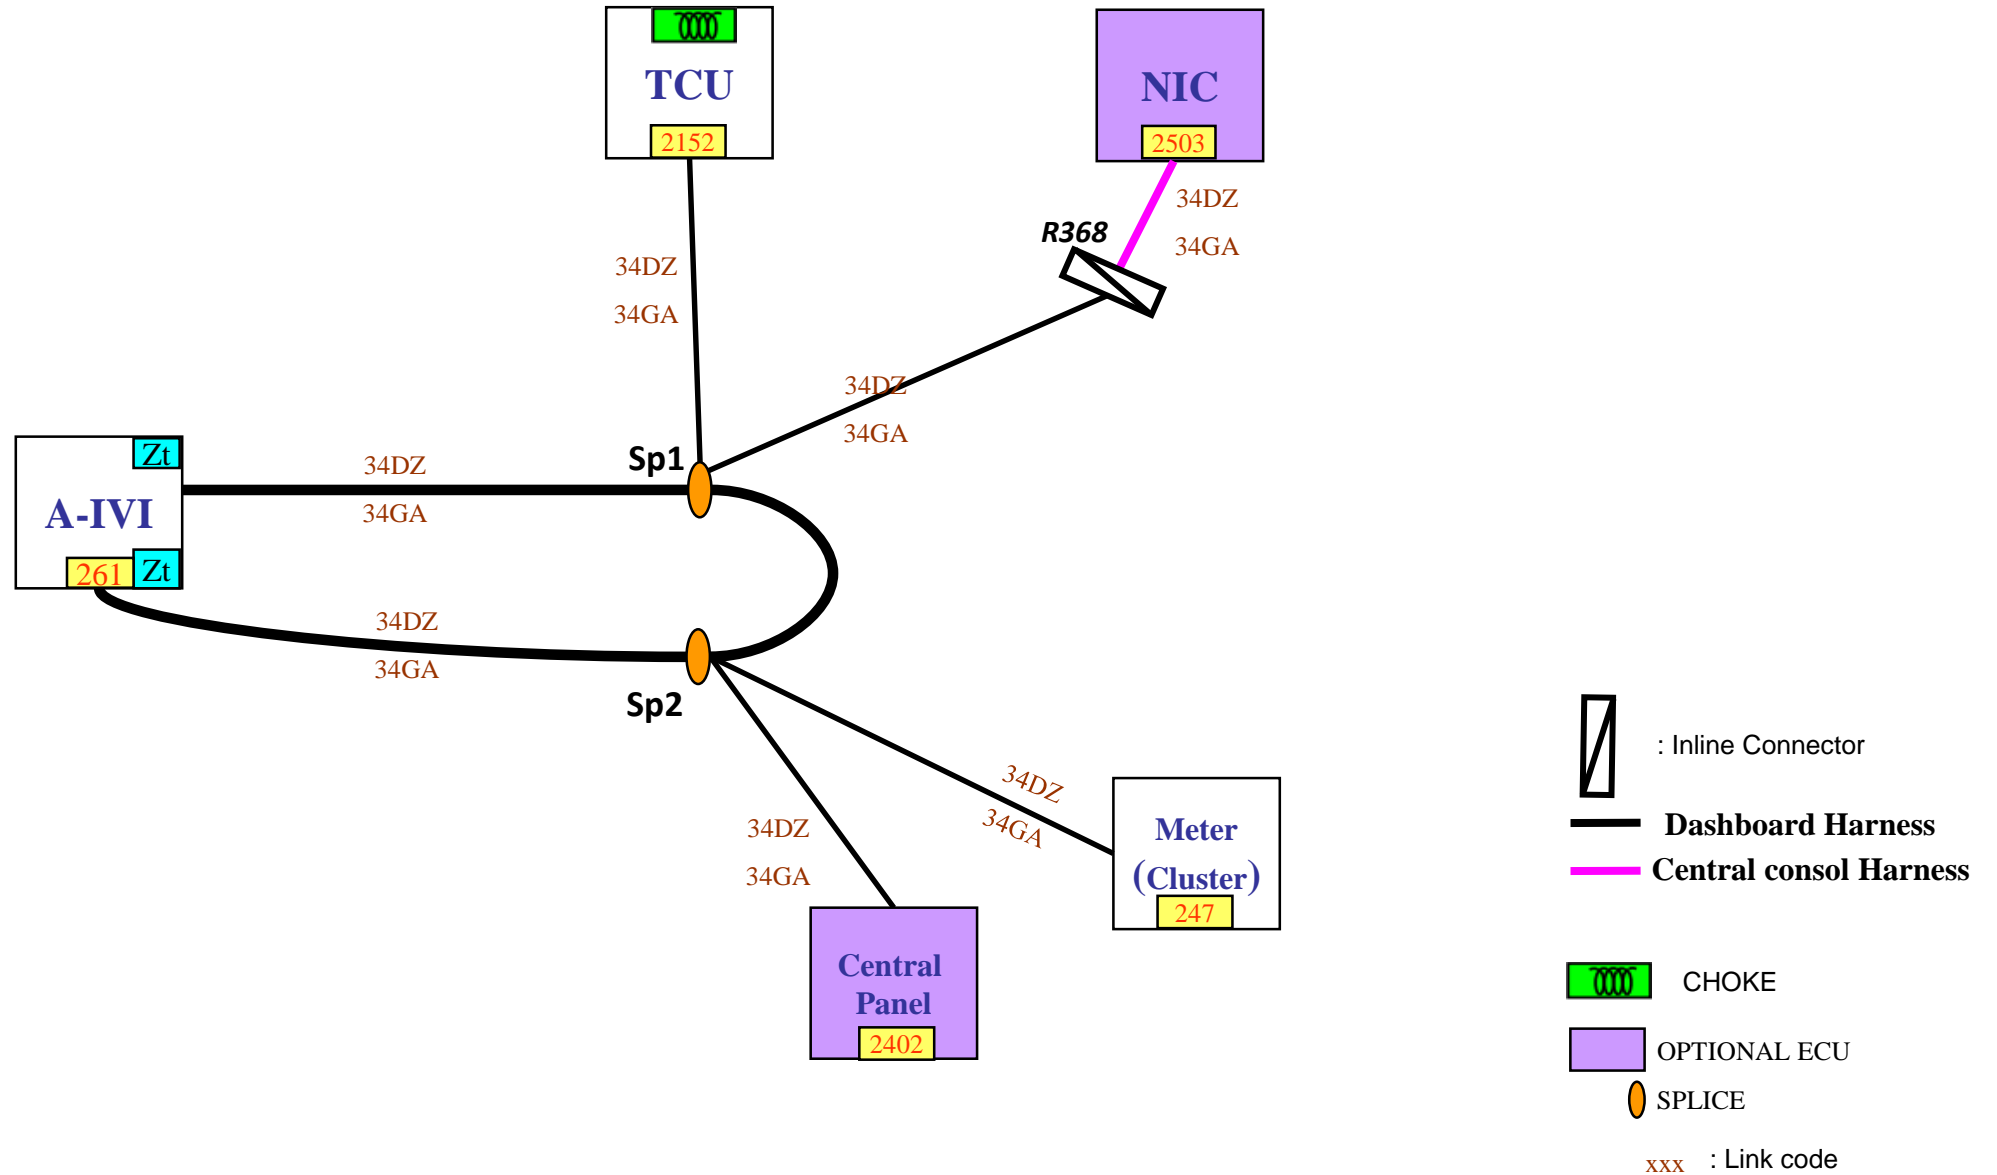 TCU
2152
NIC
2503
34DZ
34GA
R368
34DZ
34GA
34DZ
34GA
Sp1
34DZ
34GA
Zt
A-IVI
261
Zt
34DZ
34GA
Sp2
34DZ
34GA
34DZ
34GA
Meter
(Cluster)
247
Central
Panel
2402
: Inline Connector
Dashboard Harness
Central consol Harness
CHOKE
OPTIONAL ECU
SPLICE
xxx : Link code